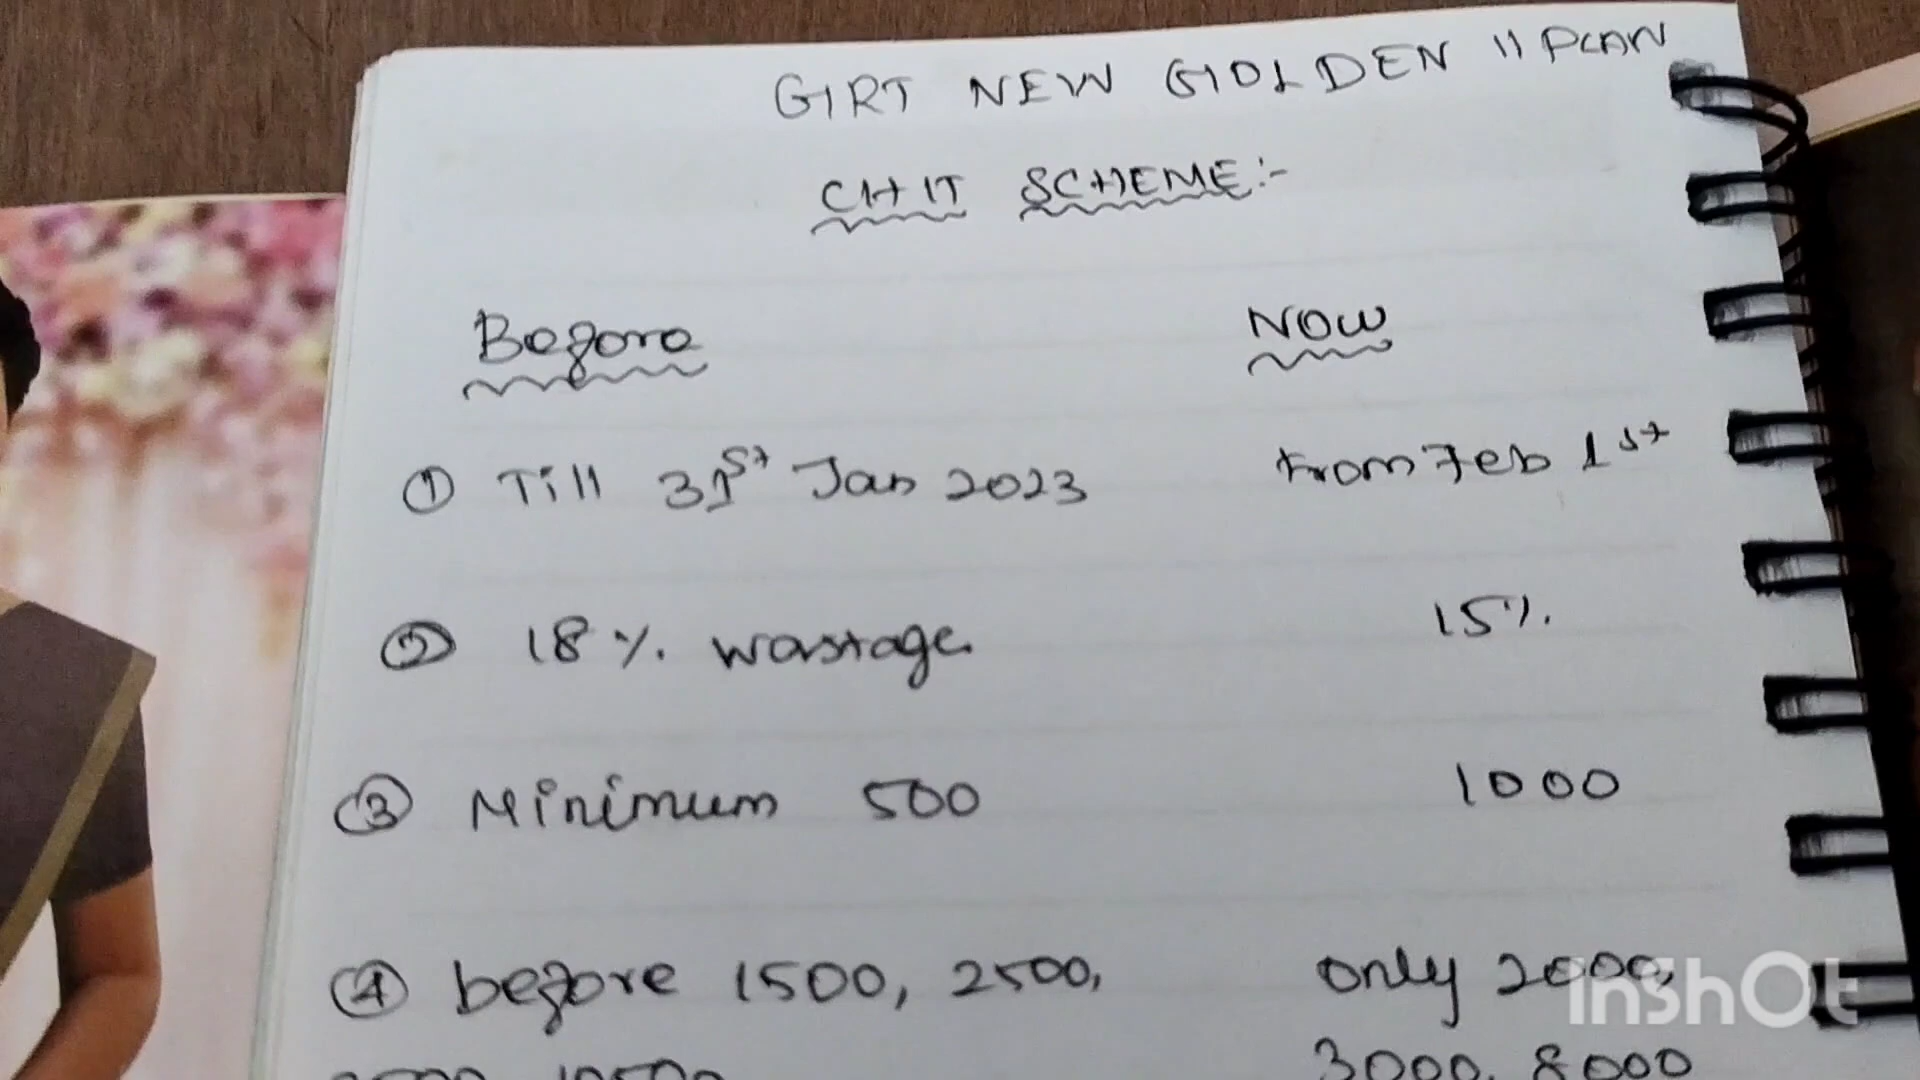 GRT NEW GOLDEN 11 PLAN
CHIT SCHEME:-
Before Now
① Till 31st Jan 2023 From Feb 1st
② 18% wastage 15%
③ Minimum 500 1000
④ before 1500, 2500, only 2000,
3000, 8000
InShOt